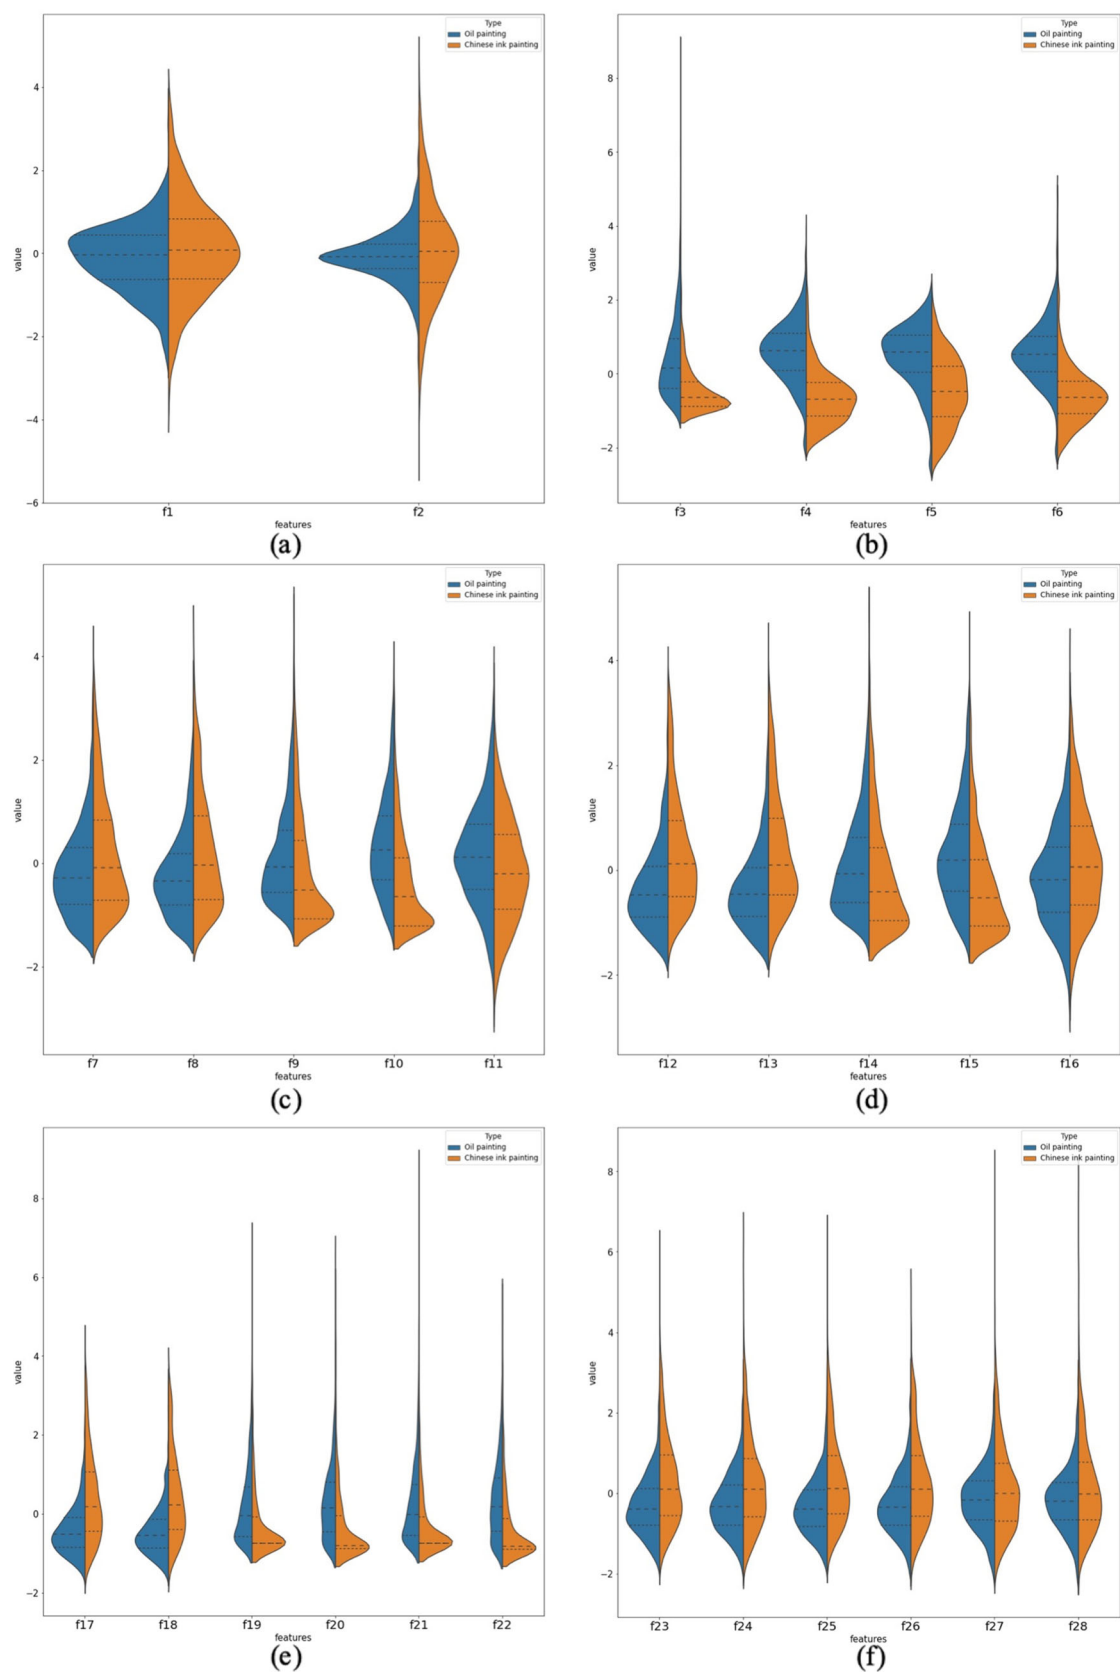 Type
Oil painting
Chinese ink painting
4
2
0
−2
−4
−6
value
f1 f2
features
(a)
Type
Oil painting
Chinese ink painting
8
6
4
2
0
−2
value
f3 f4 f5 f6
features
(b)
Type
Oil painting
Chinese ink painting
4
2
0
−2
value
f7 f8 f9 f10 f11
features
(c)
Type
Oil painting
Chinese ink painting
4
2
0
−2
value
f12 f13 f14 f15 f16
features
(d)
Type
Oil painting
Chinese ink painting
8
6
4
2
0
−2
value
f17 f18 f19 f20 f21 f22
features
(e)
Type
Oil painting
Chinese ink painting
8
6
4
2
0
−2
value
f23 f24 f25 f26 f27 f28
features
(f)